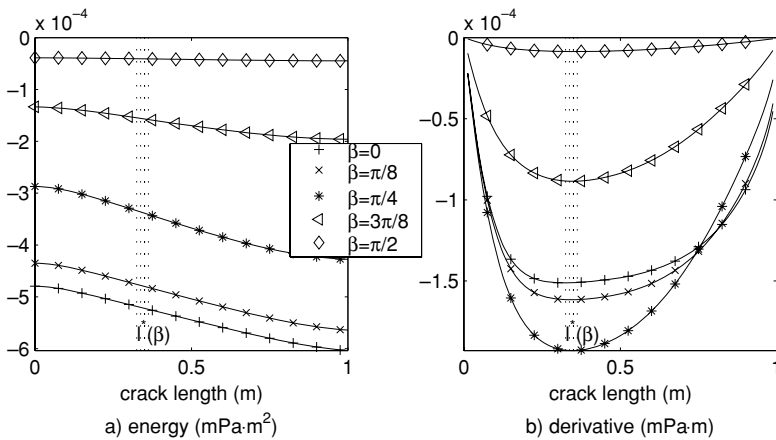 × 10⁻⁴
0
−1
−2
−3
−4
−5
−6
0
0.5
1
l*(β)
crack length (m)
a) energy (mPa·m²)
β=0
β=π/8
β=π/4
β=3π/8
β=π/2
× 10⁻⁴
0
−0.5
−1
−1.5
0
0.5
1
l*(β)
crack length (m)
b) derivative (mPa·m)